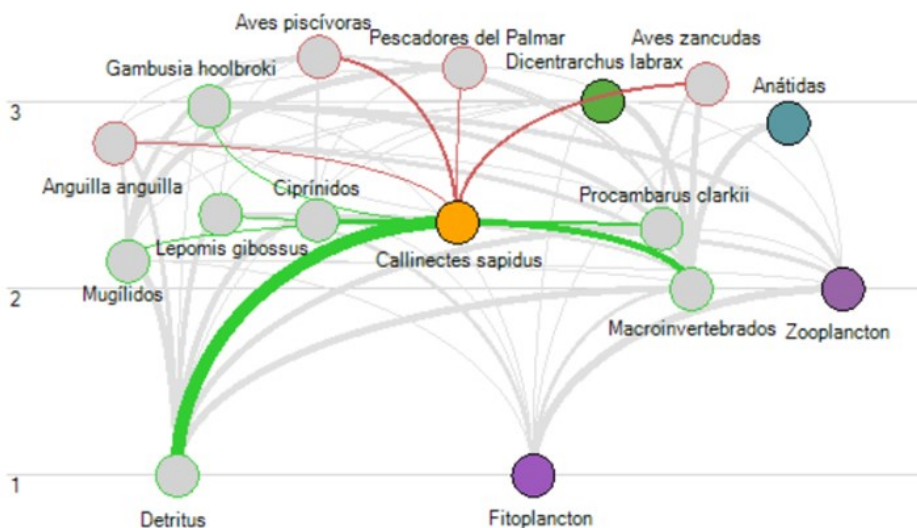 Aves piscívoras
Pescadores del Palmar
Aves zancudas
Gambusia hoolbroki
Dicentrarchus labrax
Anátidas
3
Anguilla anguilla
Ciprínidos
Procambarus clarkii
Lepomis gibossus
Callinectes sapidus
2
Mugílidos
Macroinvertebrados
Zooplancton
1
Detritus
Fitoplancton